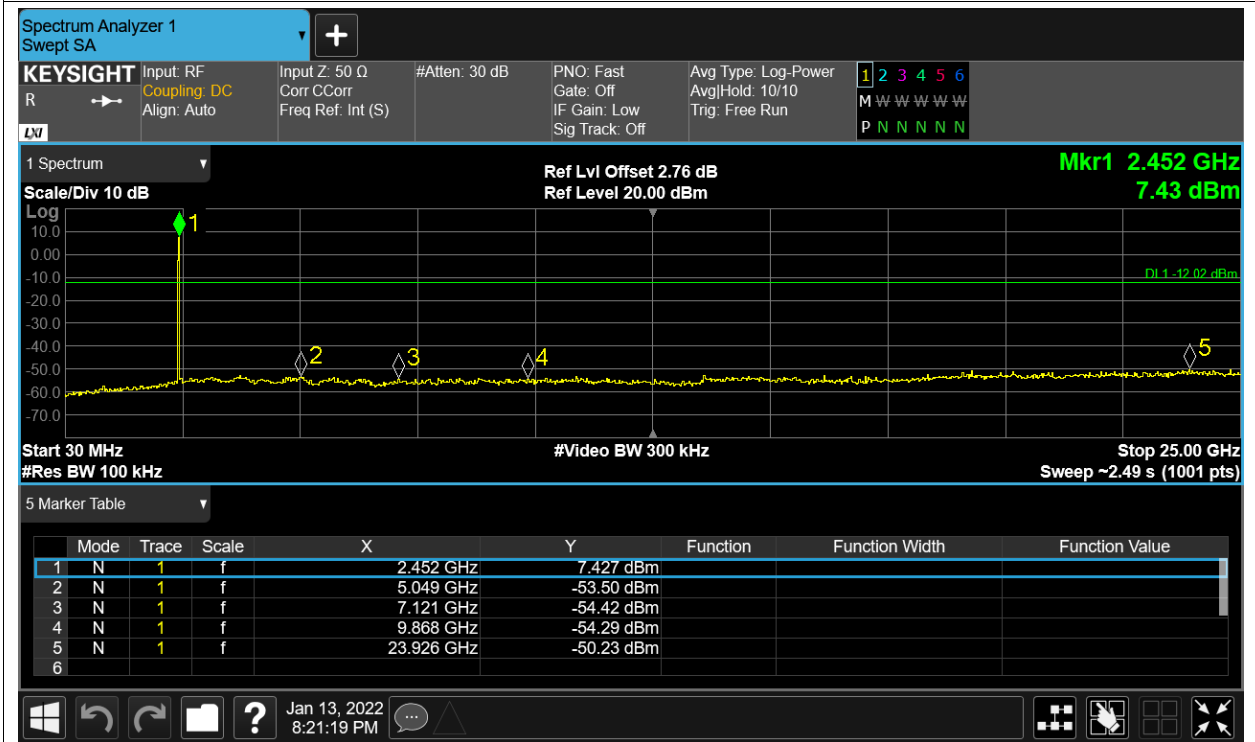 Spectrum Analyzer 1
Swept SA
+
KEYSIGHT Input: RF Input Z: 50 Ω #Atten: 30 dB PNO: Fast Avg Type: Log-Power 1 2 3 4 5 6
R Coupling: DC Corr CCorr Gate: Off Avg|Hold: 10/10 M W W W W W
Align: Auto Freq Ref: Int (S) IF Gain: Low Trig: Free Run
LXI Sig Track: Off P N N N N N
1 Spectrum Ref Lvl Offset 2.76 dB Mkr1 2.452 GHz
Scale/Div 10 dB Ref Level 20.00 dBm 7.43 dBm
Log
1
10.0
0.00
-10.0 DL1 -12.02 dBm
-20.0
-30.0
-40.0
2 3 4 5
-50.0
-60.0
-70.0
Start 30 MHz #Video BW 300 kHz Stop 25.00 GHz
#Res BW 100 kHz Sweep ~2.49 s (1001 pts)
5 Marker Table
Mode Trace Scale X Y Function Function Width Function Value
1 N 1 f 2.452 GHz 7.427 dBm
2 N 1 f 5.049 GHz -53.50 dBm
3 N 1 f 7.121 GHz -54.42 dBm
4 N 1 f 9.868 GHz -54.29 dBm
5 N 1 f 23.926 GHz -50.23 dBm
6
? Jan 13, 2022
8:21:19 PM